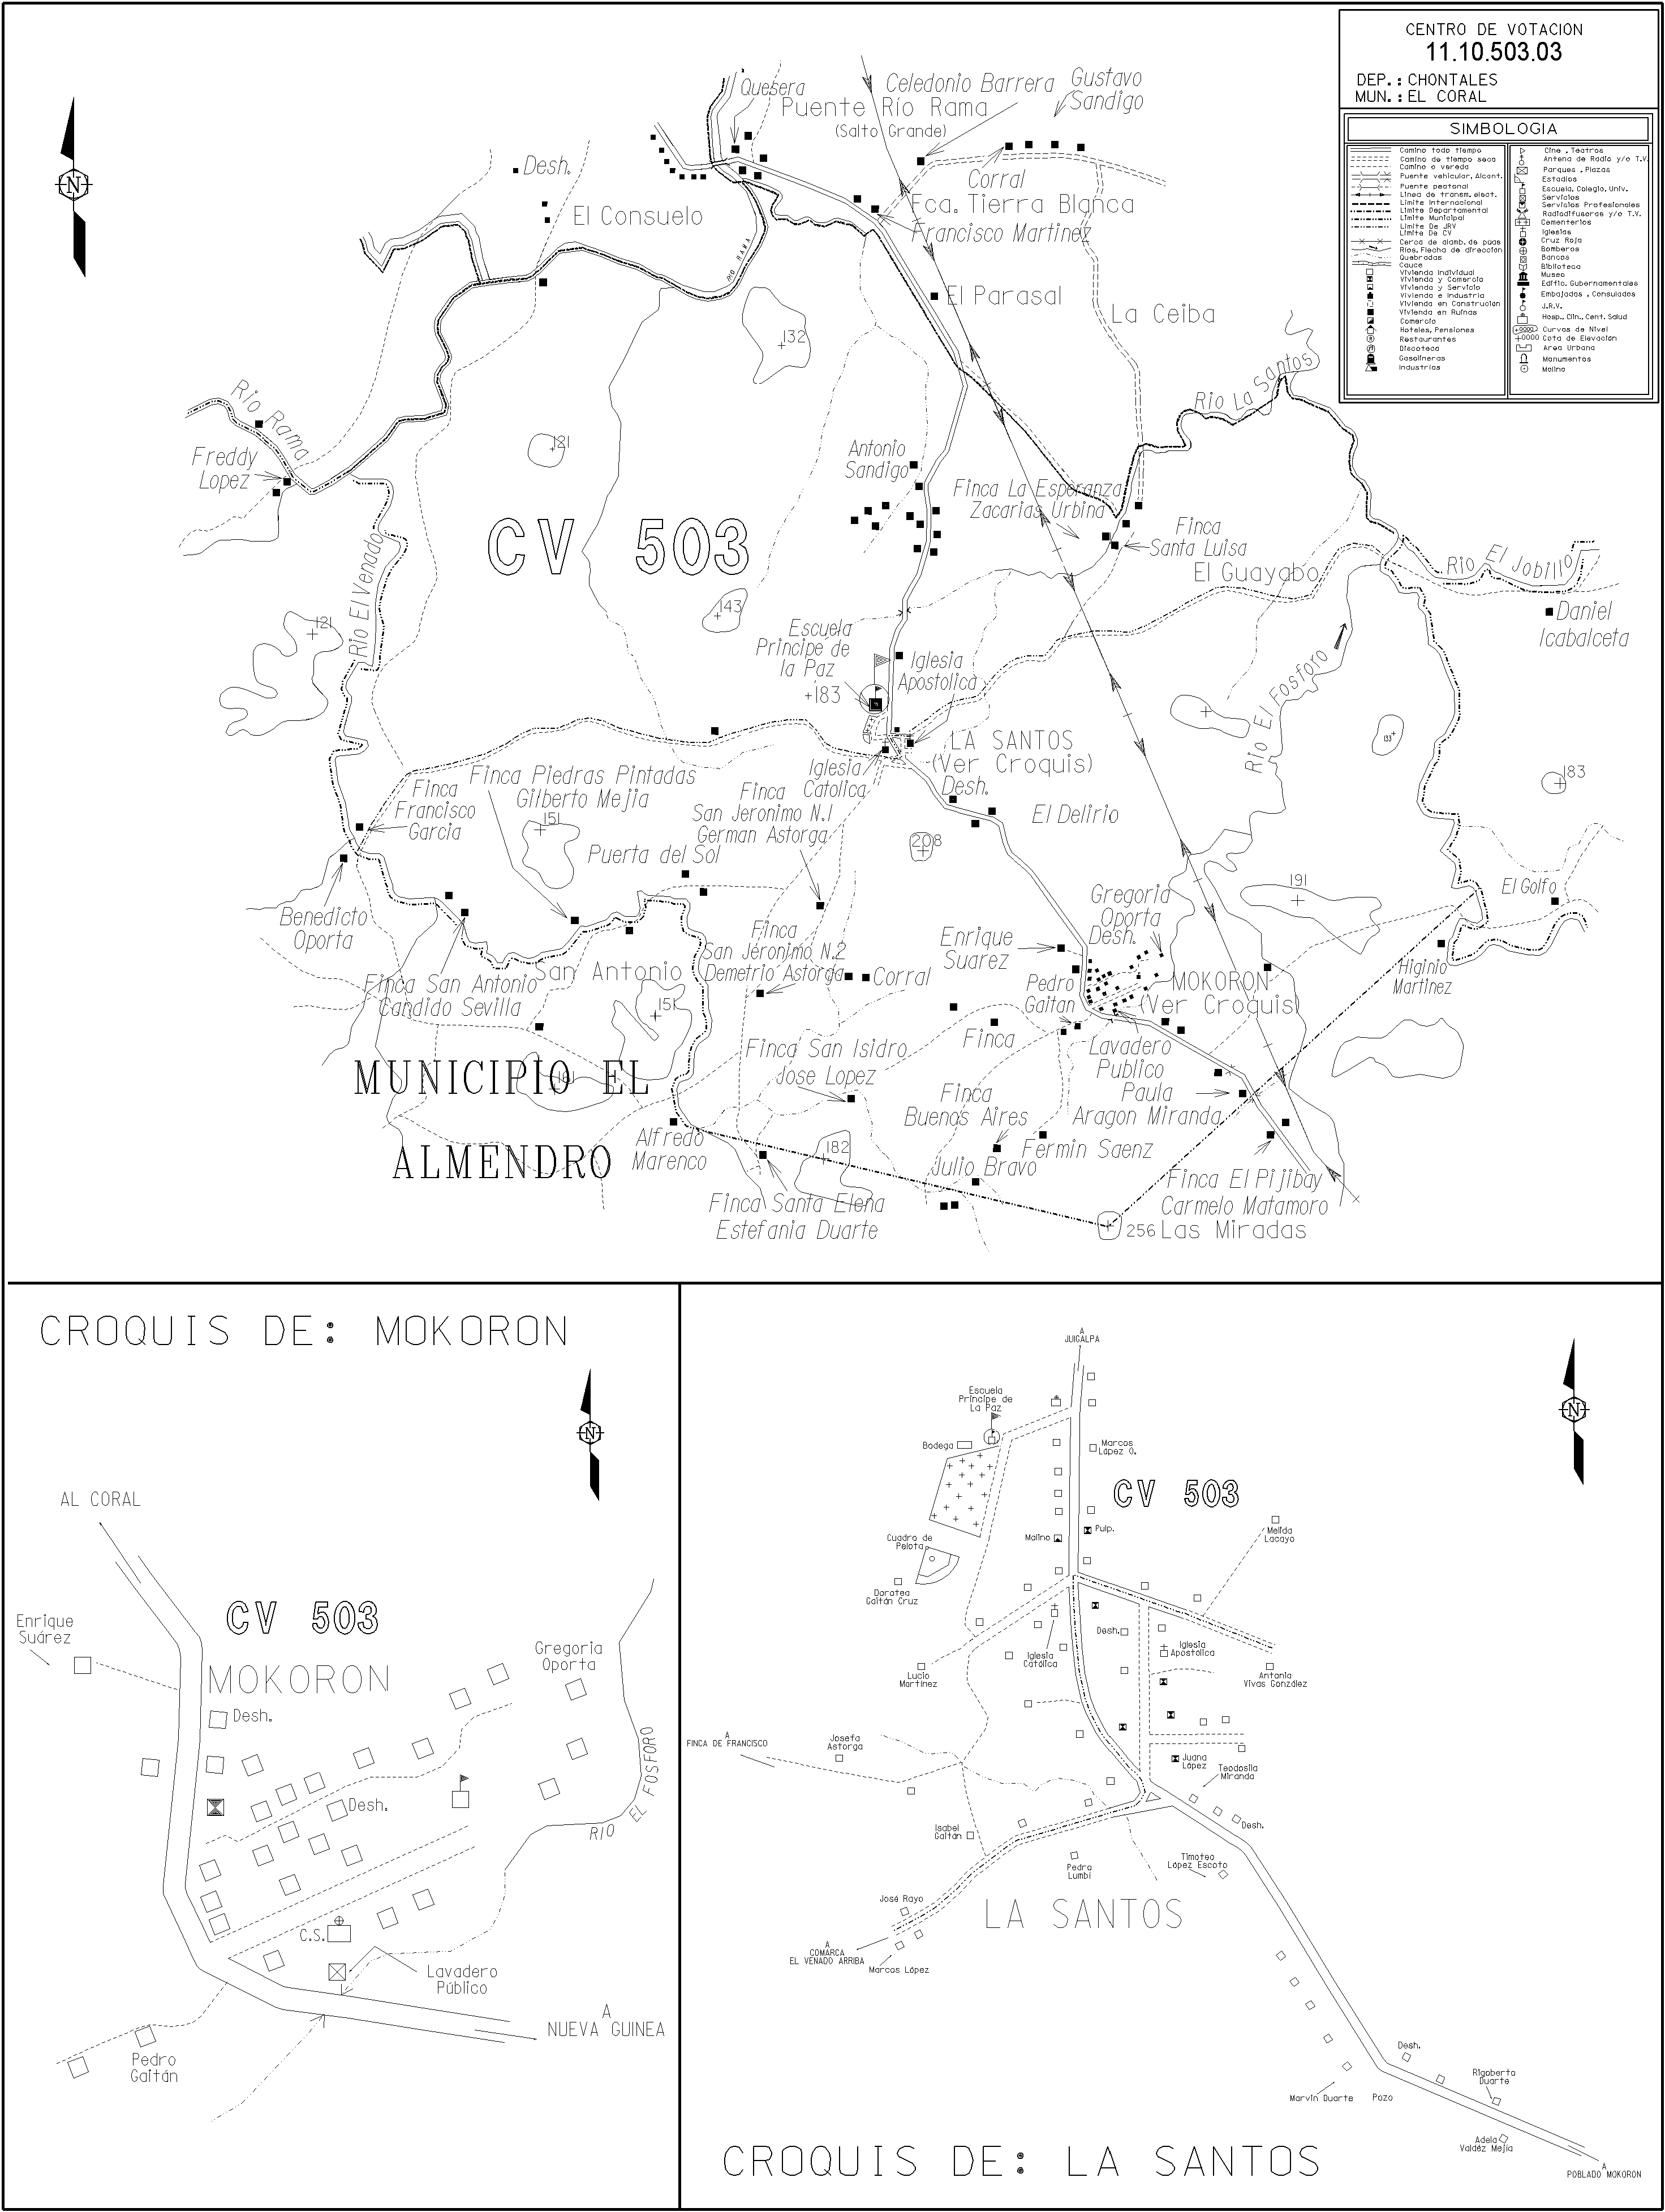 CENTRO DE VOTACION
11.10.503.03
DEP.: CHONTALES
MUN.: EL CORAL
SIMBOLOGIA
Camino todo tiempo
Camino de tiempo seco
Camino o vereda
Puente vehicular, Alcant.
Puente peatonal
Linea de transm. elect.
Limite Internacional
Limite Departamental
Limite Municipal
Limite De JRV
Limite De CV
Cerca de alamb. de puas
Rios, Flecha de dirección
Quebradas
Cauce
Vivienda Individual
Vivienda y Comercio
Vivienda y Servicio
Vivienda e Industria
Vivienda en Construcción
Vivienda en Ruinas
Comercio
Hoteles, Pensiones
Restaurantes
Discoteca
Gasolineras
Industrias
Cine , Teatros
Antena de Radio y/o T.V.
Parques , Plazas
Estadios
Escuela, Colegio, Univ.
Servicios
Servicios Profesionales
Radiodifusoras y/o T.V.
Cementerios
Iglesias
Cruz Roja
Bomberos
Bancos
Biblioteca
Museo
Edific. Gubernamentales
Embajadas , Consulados
J.R.V.
Hosp., Clin., Cent. Salud
Curvas de Nivel
Cota de Elevación
Area Urbana
Monumentos
Molino
N
Quesera
Puente Río Rama
(Salto Grande)
Celedonio Barrera
Gustavo
Sandigo
Desh.
El Consuelo
RIO RAMA
Corral
Fca. Tierra Blanca
Francisco Martinez
El Parasal
La Ceiba
132
Rio La Santos
Rio Rama
Freddy
Lopez
121
Antonio
Sandigo
Finca La Esperanza
Zacarias Urbina
Finca
Santa Luisa
CV 503
El Guayabo
Rio El Jobillo
Daniel
Icabalceta
Rio El Venado
121
143
Escuela
Principe de
la Paz
+183
Iglesia
Apostolica
Rio El Fosforo
133
183
LA SANTOS
(Ver Croquis)
Desh.
Iglesia
Catolica
El Delirio
Finca Piedras Pintadas
Gilberto Mejia
Finca
Francisco
Garcia
151
Finca
San Jeronimo N.1
German Astorga
Puerta del Sol
208
191
El Golfo
Gregoria
Oporta
Desh.
Benedicto
Oporta
Finca
San Jeronimo N.2
Demetrio Astorga
Corral
Enrique
Suarez
Pedro
Gaitan
MOKORON
(Ver Croquis)
Higinio
Martinez
Finca San Antonio
Candido Sevilla
San Antonio
151
Finca
Lavadero
Publico
MUNICIPIO EL
ALMENDRO
161
Finca San Isidro
Jose Lopez
Finca
Buenos Aires
Paula
Aragon Miranda
Alfredo
Marenco
182
Fermin Saenz
Julio Bravo
Finca Santa Elena
Estefania Duarte
Finca El Pijibay
Carmelo Matamoro
256
Las Miradas
CROQUIS DE: MOKORON
N
AL CORAL
CV 503
Enrique
Suárez
MOKORON
Gregoria
Oporta
Desh.
Desh.
RIO EL FOSFORO
C.S.
Lavadero
Público
A
NUEVA GUINEA
Pedro
Gaitán
A
JUIGALPA
N
Escuela
Príncipe de
La Paz
Bodega
Marcos
López O.
CV 503
Molino
Pulp.
Melida
Lacayo
Cuadro de
Pelota
Doratea
Gaitán Cruz
Desh.
Iglesia
Apostolica
Iglesia
Católica
Lucio
Martínez
Antonia
Vivas González
A
FINCA DE FRANCISCO
Josefa
Astorga
Juana
López
Teodosila
Miranda
Isabel
Gaitán
Desh.
Pedro
Lumbi
Timoteo
López Escoto
José Rayo
LA SANTOS
A
COMARCA
EL VENADO ARRIBA
Marcos López
Desh.
Rigoberto
Duarte
Marvin Duarte
Pozo
Adela
Valdéz Mejía
A
POBLADO MOKORON
CROQUIS DE: LA SANTOS